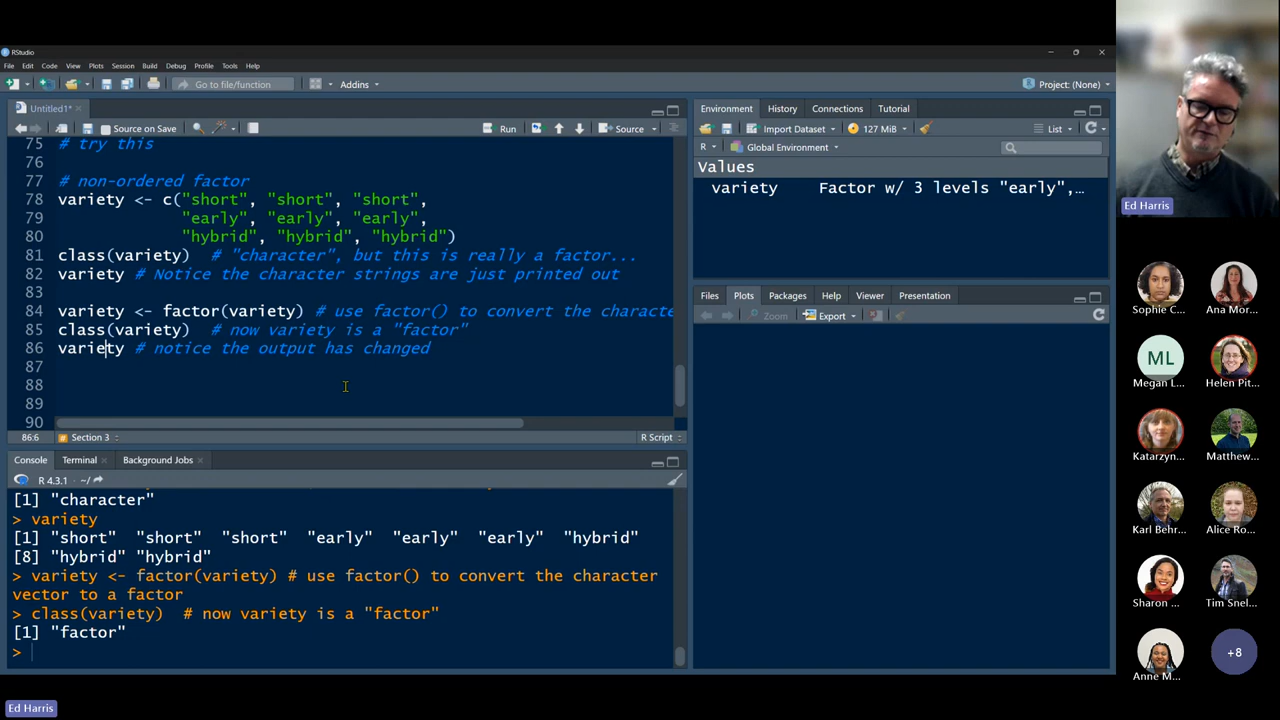 RStudio
File Edit Code View Plots Session Build Debug Profile Tools Help
Go to file/function Addins Project: (None)
Untitled1*
Source on Save Run Source
75 # try this
76
77 # non-ordered factor
78 variety <- c("short", "short", "short",
79 "early", "early", "early",
80 "hybrid", "hybrid", "hybrid")
81 class(variety) # "character", but this is really a factor...
82 variety # Notice the character strings are just printed out
83
84 variety <- factor(variety) # use factor() to convert the characte
85 class(variety) # now variety is a "factor"
86 variety # notice the output has changed
87
88
89
90
86:6 Section 3 R Script
Console Terminal Background Jobs
R 4.3.1 · ~/
[1] "character"
> variety
[1] "short" "short" "short" "early" "early" "early" "hybrid"
[8] "hybrid" "hybrid"
> variety <- factor(variety) # use factor() to convert the character
vector to a factor
> class(variety) # now variety is a "factor"
[1] "factor"
>
Environment History Connections Tutorial
Import Dataset 127 MiB List
R Global Environment
Values
variety Factor w/ 3 levels "early",…
Files Plots Packages Help Viewer Presentation
Zoom Export
Ed Harris
Sophie C... Ana Mor...
ML
Megan L... Helen Pit...
Katarzyn... Matthew...
Karl Behr... Alice Ro...
Sharon ... Tim Snel...
+8
Anne M...
Ed Harris